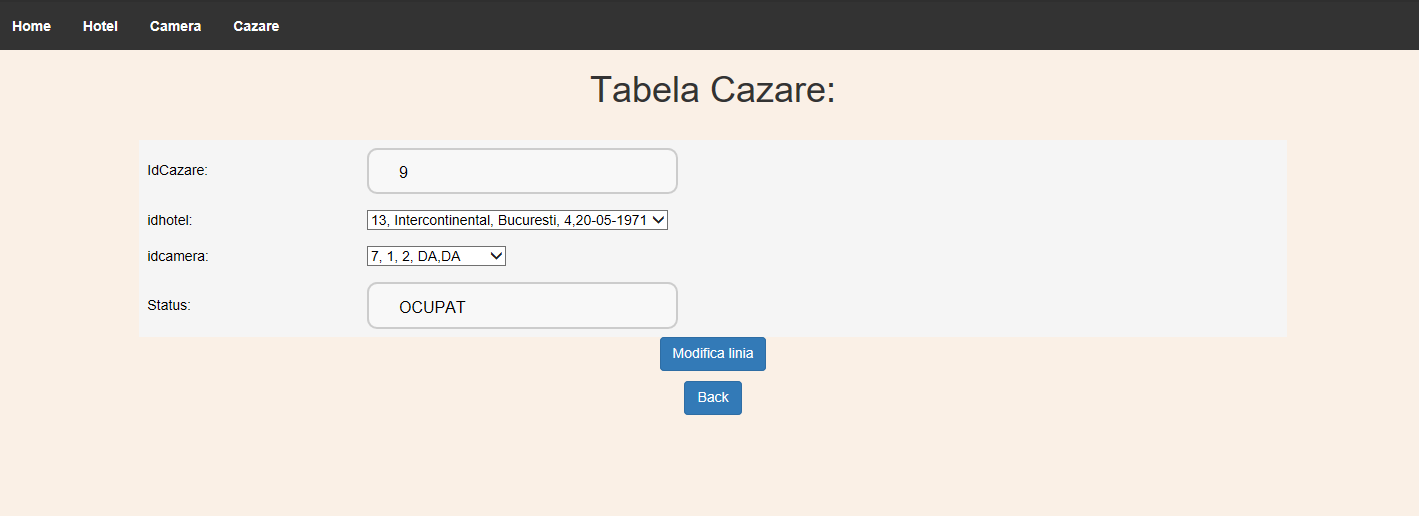 Home Hotel Camera Cazare
Tabela Cazare:
IdCazare: 9
idhotel: 13, Intercontinental, Bucuresti, 4,20-05-1971
idcamera: 7, 1, 2, DA,DA
Status: OCUPAT
Modifica linia
Back